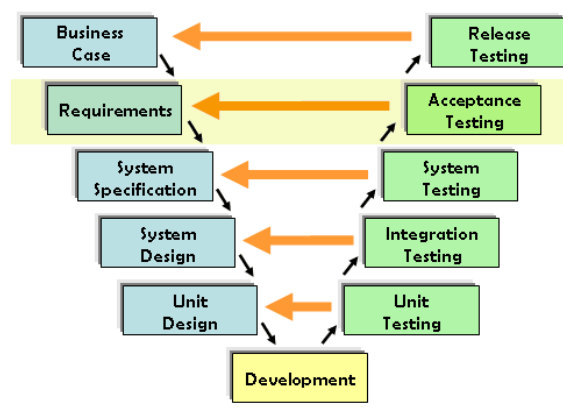 Business
Case
Release
Testing
Requirements
Acceptance
Testing
System
Specification
System
Testing
System
Design
Integration
Testing
Unit
Design
Unit
Testing
Development